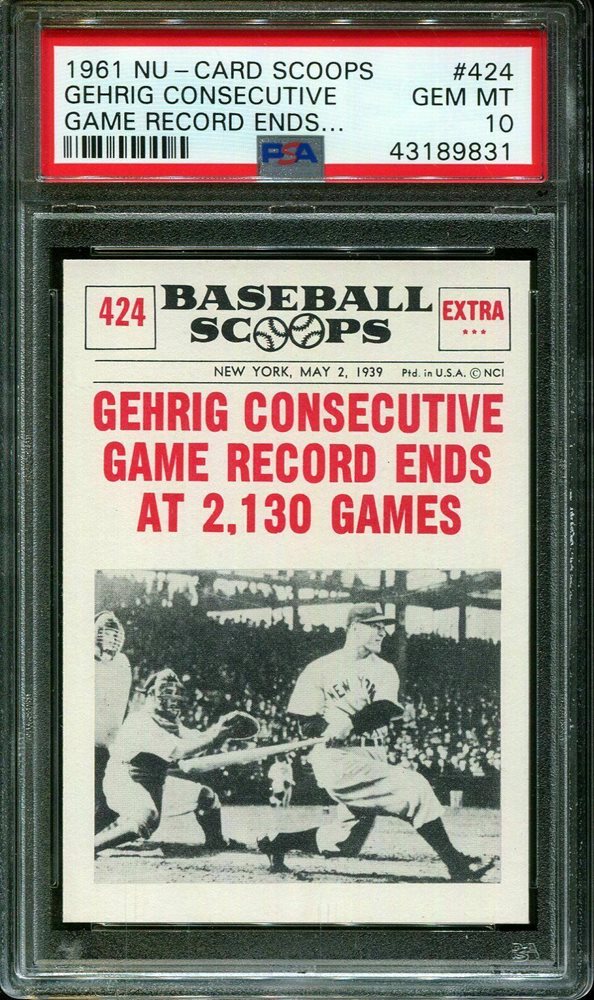 1961 NU-CARD SCOOPS #424
GEHRIG CONSECUTIVE GEM MT
GAME RECORD ENDS... 10
PSA 43189831
424 BASEBALL SCOOPS EXTRA
***
NEW YORK, MAY 2, 1939 Ptd. in U.S.A. © NCI
GEHRIG CONSECUTIVE
GAME RECORD ENDS
AT 2,130 GAMES
NEW YORK
PSA